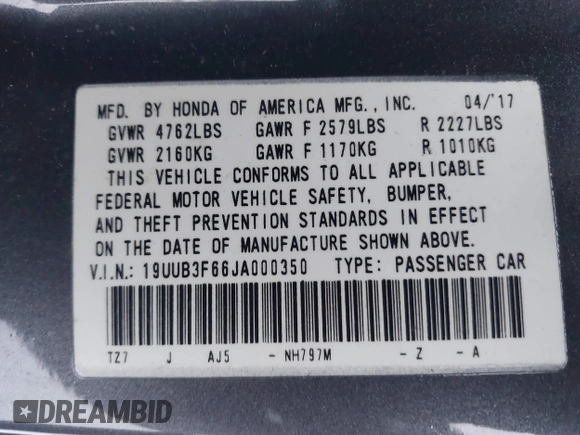 MFD. BY HONDA OF AMERICA MFG., INC. 04/'17
GVWR 4762LBS GAWR F 2579LBS R 2227LBS
GVWR 2160KG GAWR F 1170KG R 1010KG
THIS VEHICLE CONFORMS TO ALL APPLICABLE
FEDERAL MOTOR VEHICLE SAFETY, BUMPER,
AND THEFT PREVENTION STANDARDS IN EFFECT
ON THE DATE OF MANUFACTURE SHOWN ABOVE.
V.I.N.: 19UUB3F66JA000350 TYPE: PASSENGER CAR
TZ7 J AJ5 - NH797M - Z - A
DREAMBID